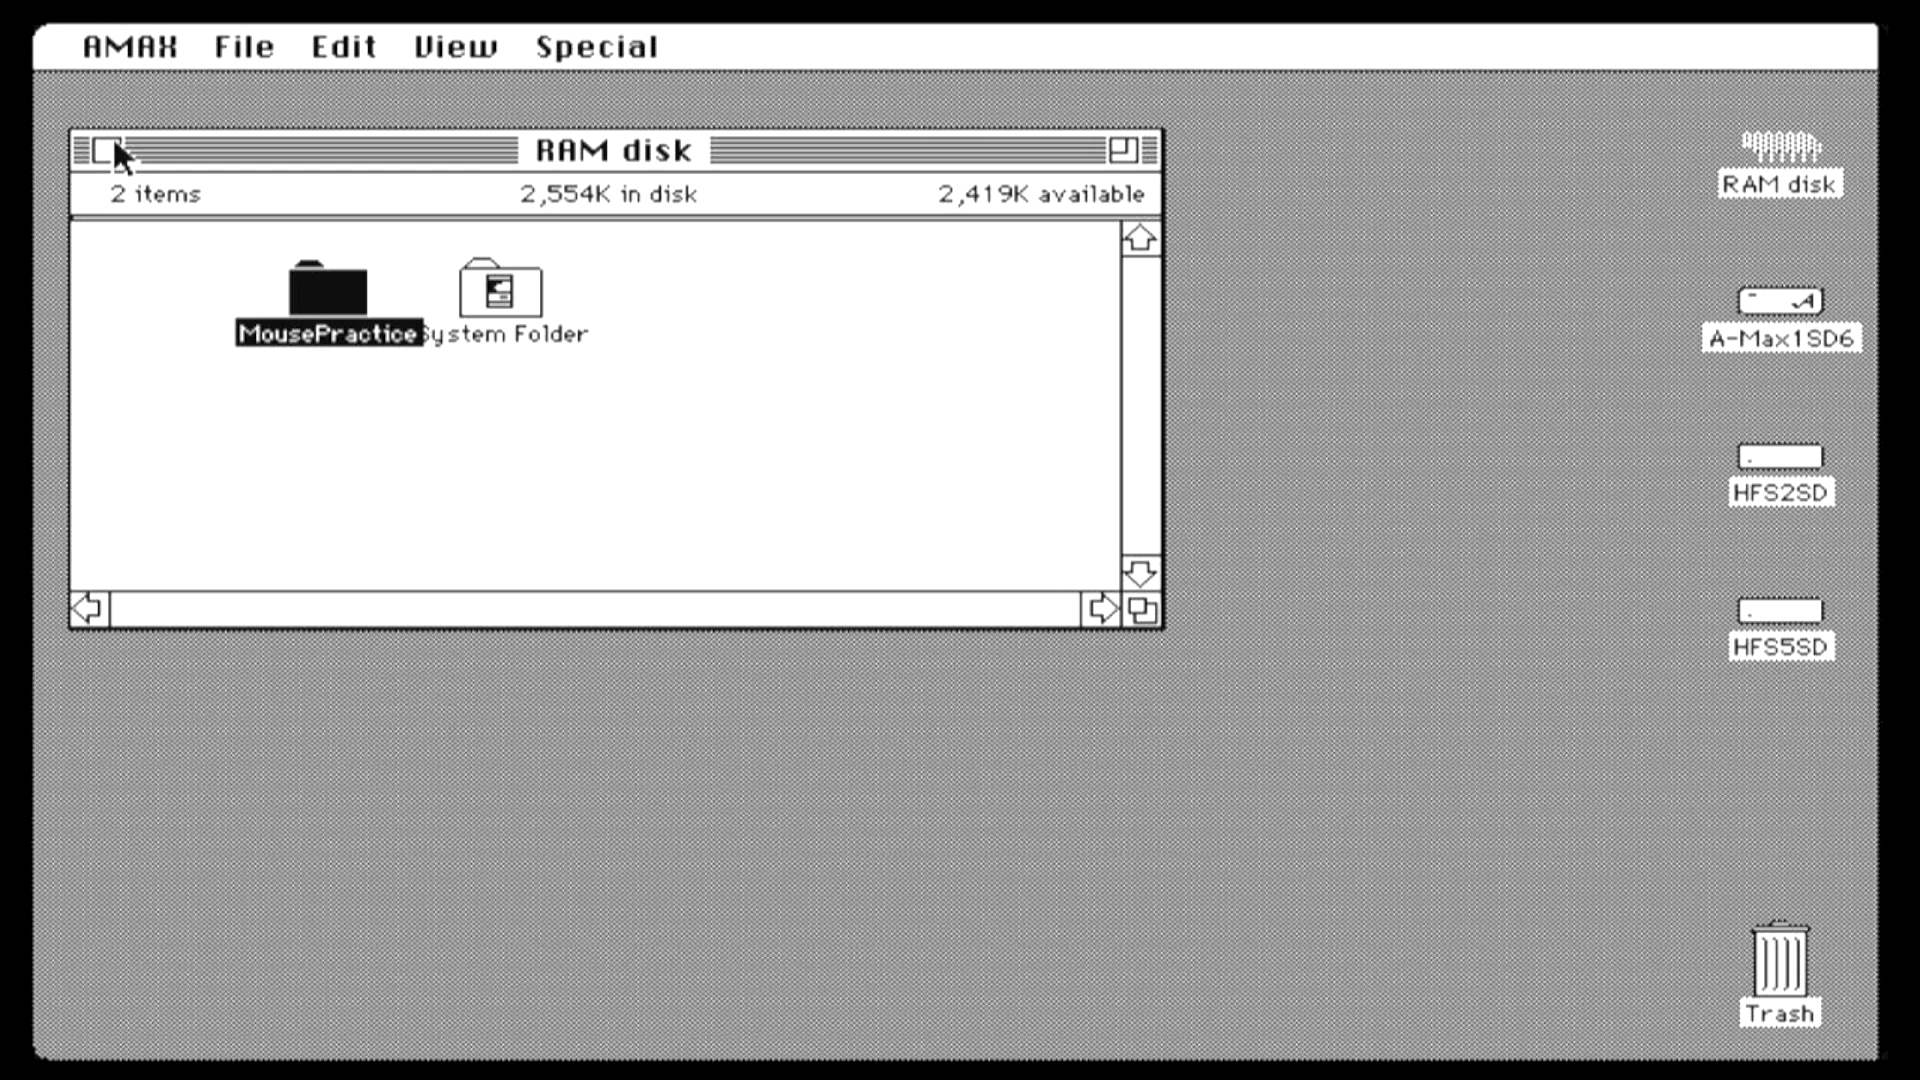 AMAX File Edit View Special
RAM disk
2 items 2,554K in disk 2,419K available
MousePractice System Folder
RAM disk
A-Max1SD6
HFS2SD
HFS5SD
Trash